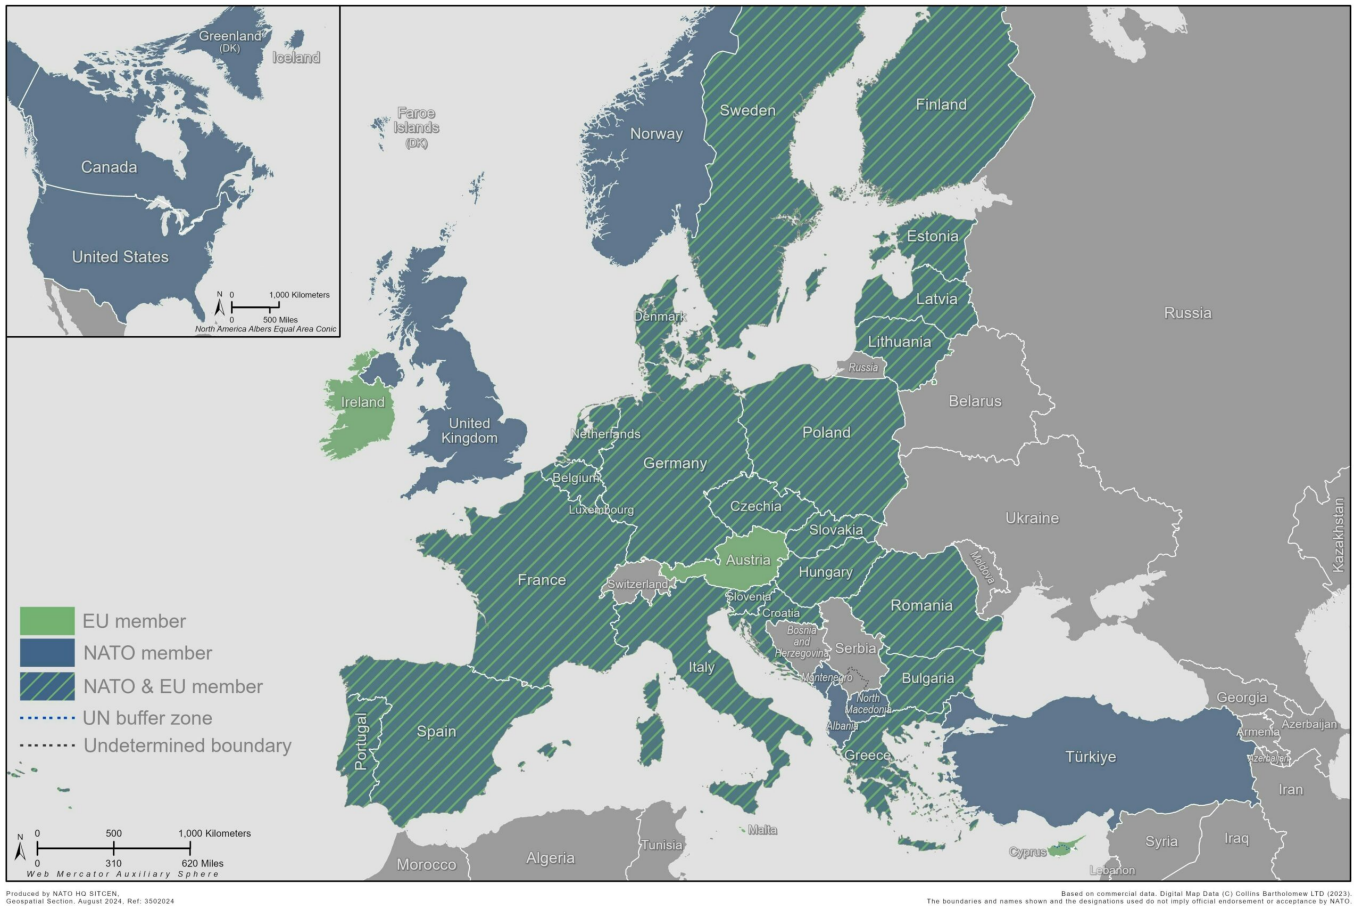 Greenland
(DK)
Iceland
Canada
United States
N
0
1,000 Kilometers
0
500 Miles
North America Albers Equal Area Conic
Faroe
Islands
(DK)
Norway
Sweden
Finland
Estonia
Latvia
Lithuania
Russia
Russia
Denmark
Ireland
United
Kingdom
Netherlands
Belgium
Luxembourg
Germany
Poland
Belarus
Ukraine
Kazakhstan
Czechia
Slovakia
Austria
Hungary
Moldova
France
Switzerland
Slovenia
Croatia
Romania
Bosnia
and
Herzegovina
Serbia
Italy
Montenegro
Bulgaria
North
Macedonia
Albania
Greece
Portugal
Spain
Türkiye
Georgia
Armenia
Azerbaijan
Azerbaijan
Iran
Malta
Cyprus
Syria
Iraq
Lebanon
Morocco
Algeria
Tunisia
EU member
NATO member
NATO & EU member
UN buffer zone
Undetermined boundary
N
0
500
1,000 Kilometers
0
310
620 Miles
Web Mercator Auxiliary Sphere
Produced by NATO HQ SITCEN,
Geospatial Section, August 2024, Ref: 3502024
Based on commercial data. Digital Map Data (C) Collins Bartholomew LTD (2023).
The boundaries and names shown and the designations used do not imply official endorsement or acceptance by NATO.